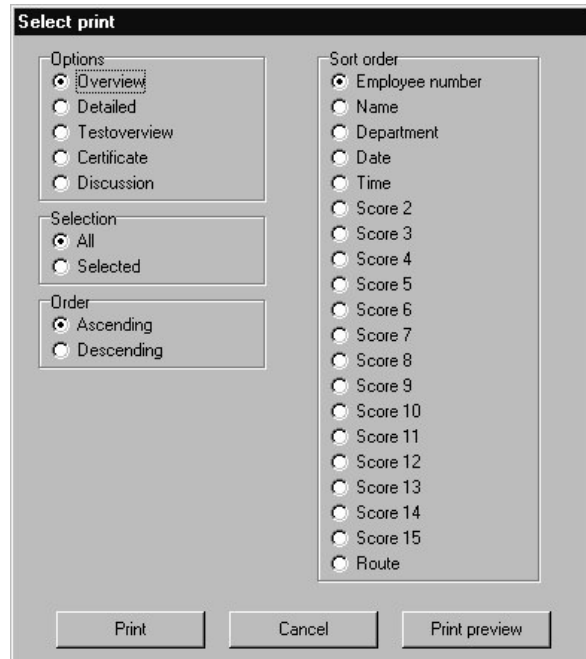 Select print
Options
Overview
Detailed
Testoverview
Certificate
Discussion
Selection
All
Selected
Order
Ascending
Descending
Sort order
Employee number
Name
Department
Date
Time
Score 2
Score 3
Score 4
Score 5
Score 6
Score 7
Score 8
Score 9
Score 10
Score 11
Score 12
Score 13
Score 14
Score 15
Route
Print
Cancel
Print preview